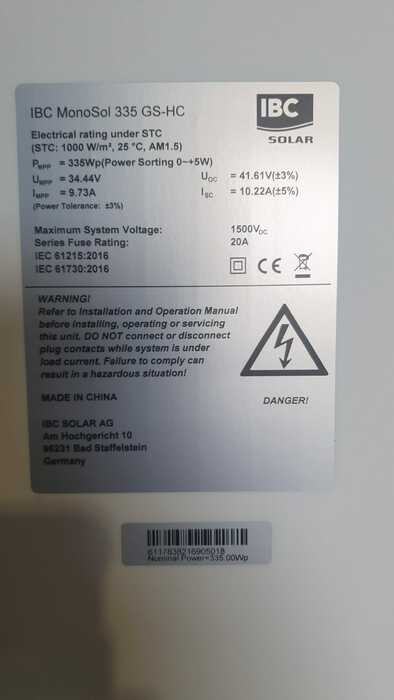 IBC MonoSol 335 GS-HC
IBC
SOLAR
Electrical rating under STC
(STC: 1000 W/m², 25 °C, AM1.5)
PMPP = 335Wp(Power Sorting 0~+5W)
UMPP = 34.44V
UOC = 41.61V(±3%)
IMPP = 9.73A
ISC = 10.22A(±5%)
(Power Tolerance: ±3%)
Maximum System Voltage: 1500VDC
Series Fuse Rating: 20A
IEC 61215:2016
IEC 61730:2016
CE
WARNING!
Refer to Installation and Operation Manual
before installing, operating or servicing
this unit. DO NOT connect or disconnect
plug contacts while system is under
load current. Failure to comply can
result in a hazardous situation!
DANGER!
MADE IN CHINA
IBC SOLAR AG
Am Hochgericht 10
96231 Bad Staffelstein
Germany
6117838216905018
Nominal Power=335.00Wp